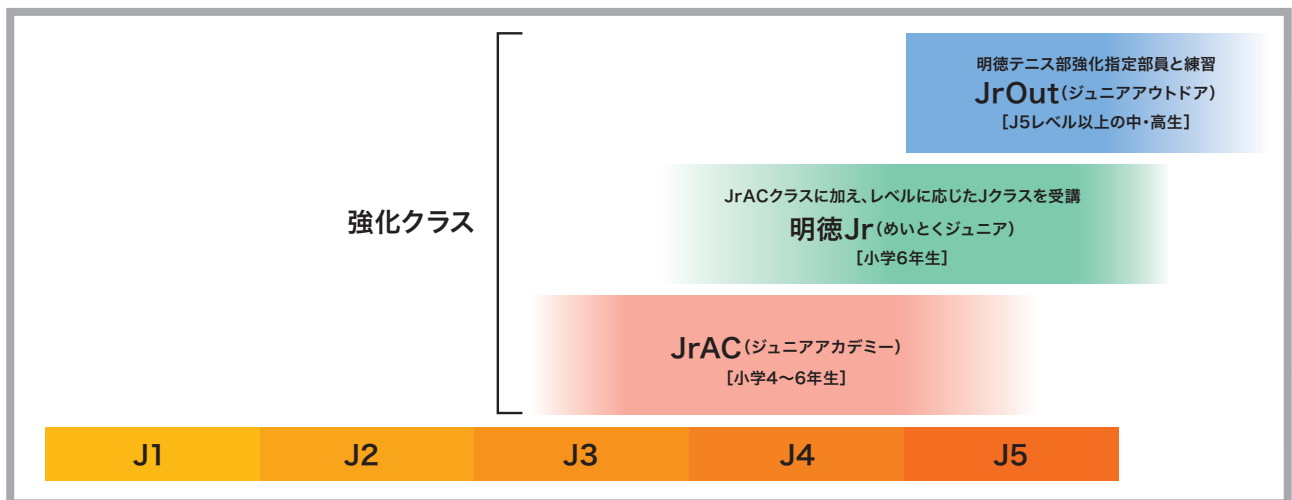 明徳テニス部強化指定部員と練習
JrOut(ジュニアアウトドア)
[J5レベル以上の中・高生]
JrACクラスに加え、レベルに応じたJクラスを受講
明徳Jr(めいとくジュニア)
[小学6年生]
強化クラス
JrAC(ジュニアアカデミー)
[小学4〜6年生]
J1 J2 J3 J4 J5